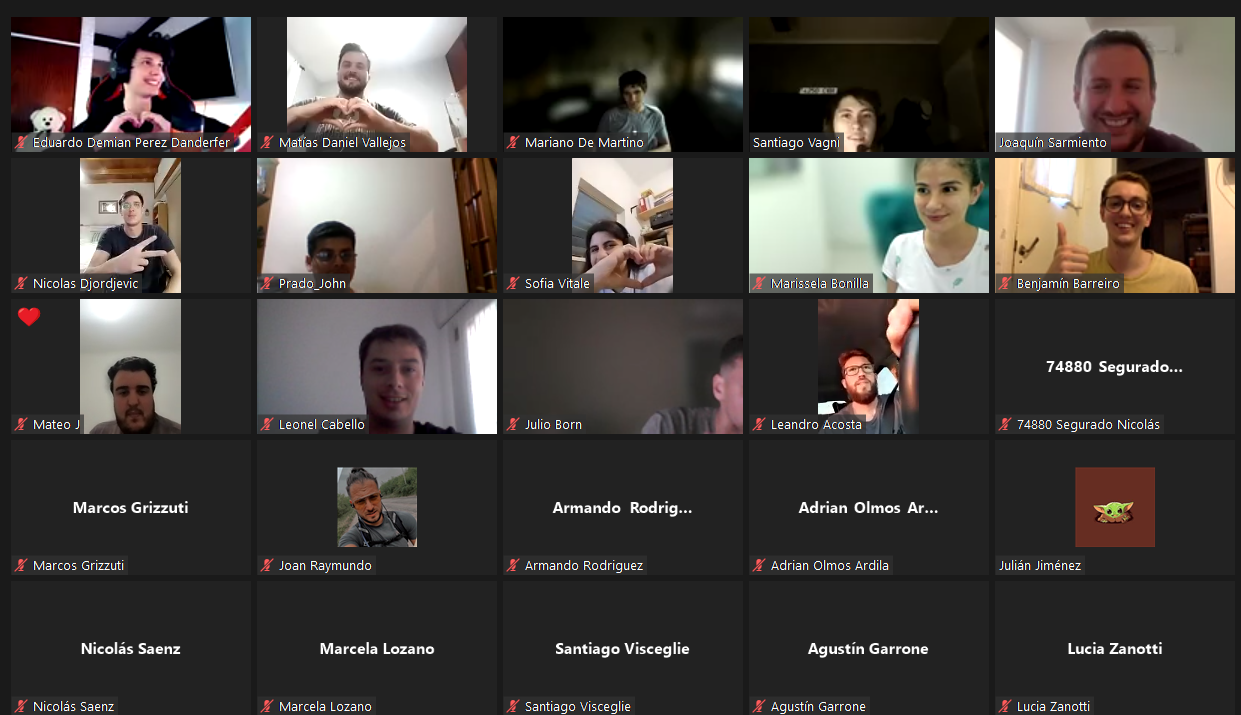 Eduardo Demian Perez Danderfer
Matías Daniel Vallejos
Mariano De Martino
Santiago Vagni
Joaquín Sarmiento
Nicolas Djordjevic
Prado_John
Sofia Vitale
Marissela Bonilla
Benjamín Barreiro
Mateo J
Leonel Cabello
Julio Born
Leandro Acosta
74880 Segurado...
74880 Segurado Nicolás
Marcos Grizzuti
Marcos Grizzuti
Joan Raymundo
Armando Rodrig...
Armando Rodriguez
Adrian Olmos Ar...
Adrian Olmos Ardila
Julián Jiménez
Nicolás Saenz
Nicolás Saenz
Marcela Lozano
Marcela Lozano
Santiago Visceglie
Santiago Visceglie
Agustín Garrone
Agustín Garrone
Lucia Zanotti
Lucia Zanotti